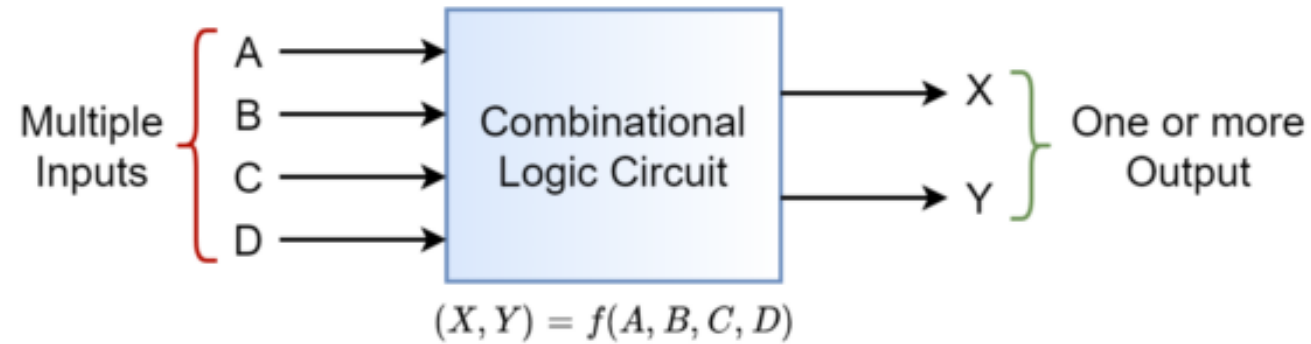 Multiple
Inputs
A
B
C
D
Combinational
Logic Circuit
X
Y
One or more
Output
(X, Y) = f(A, B, C, D)